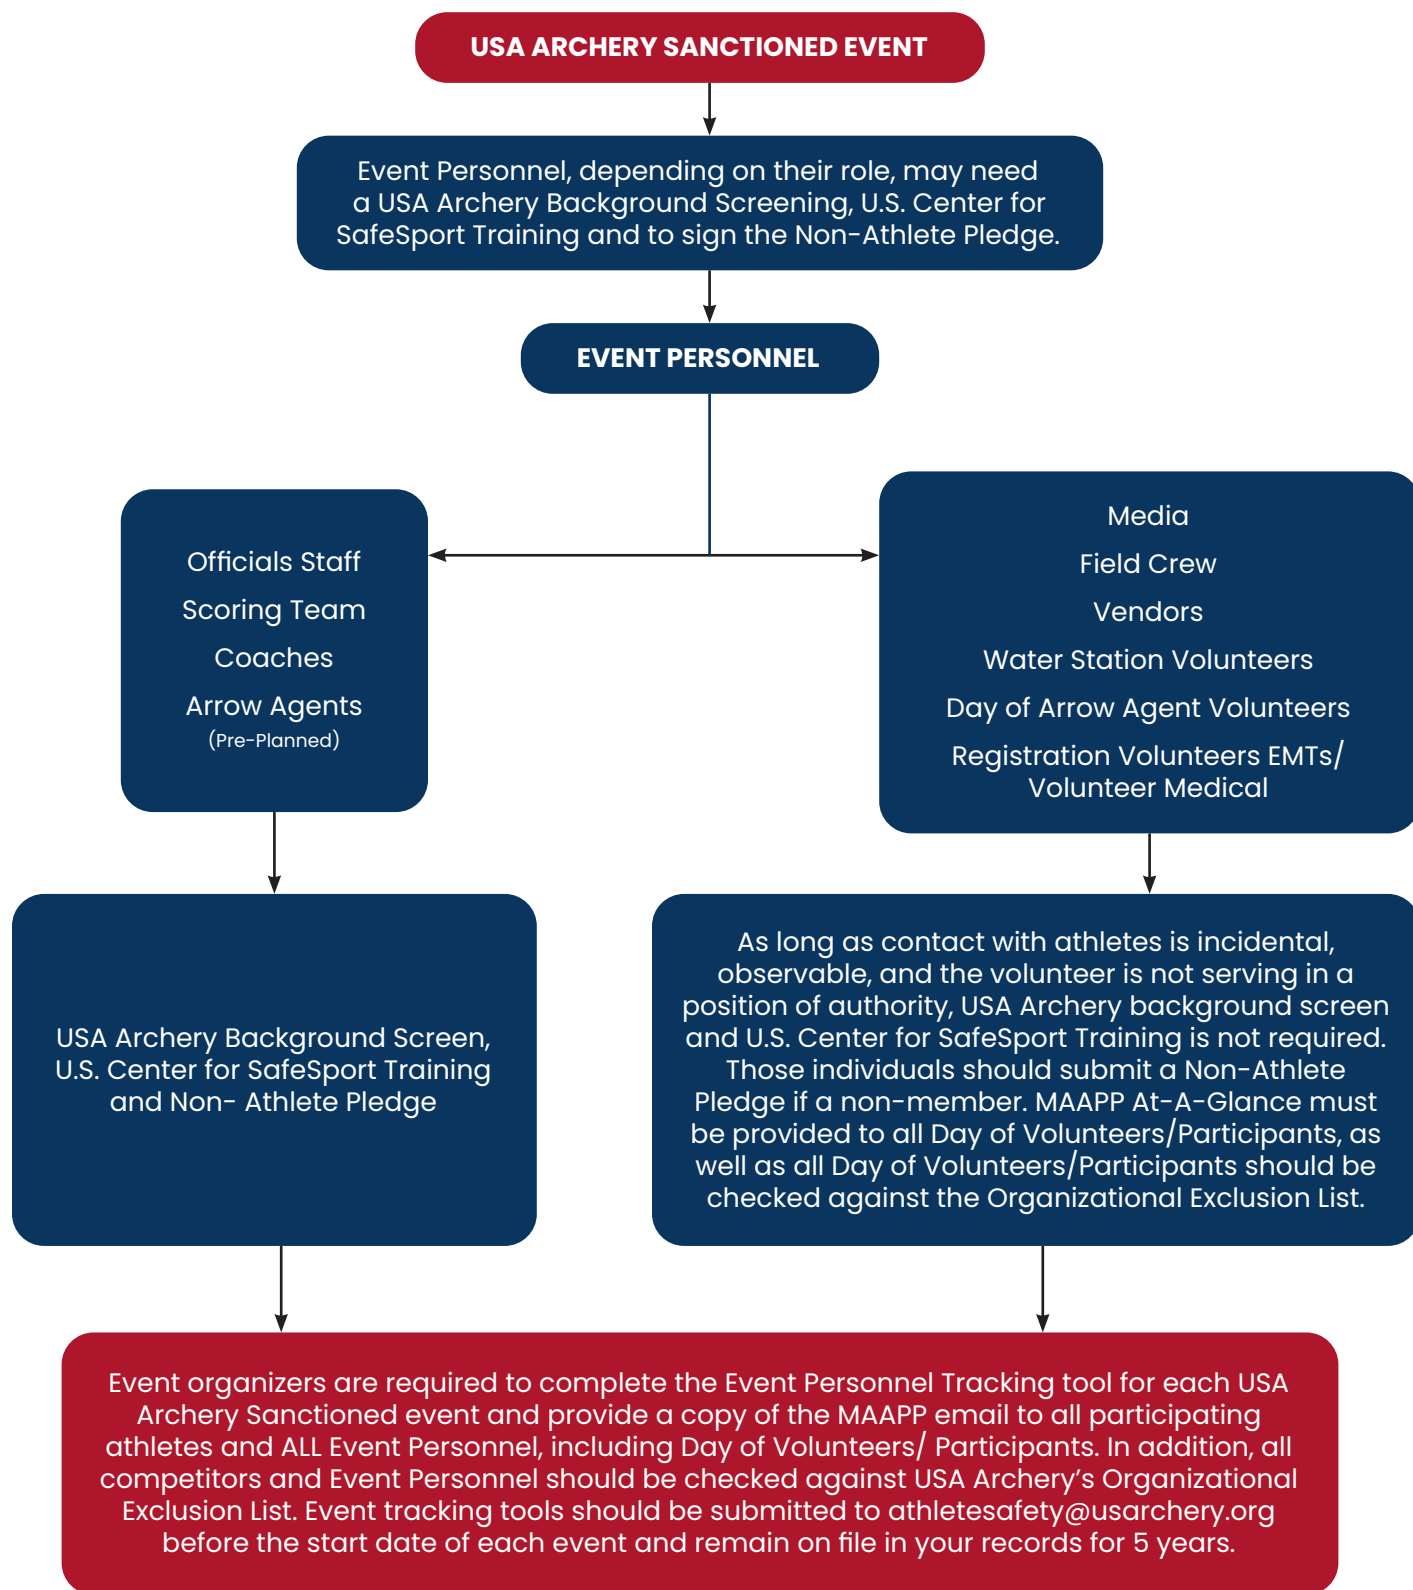 USA ARCHERY SANCTIONED EVENT
Event Personnel, depending on their role, may need
a USA Archery Background Screening, U.S. Center for
SafeSport Training and to sign the Non-Athlete Pledge.
EVENT PERSONNEL
Officials Staff
Scoring Team
Coaches
Arrow Agents
(Pre-Planned)
Media
Field Crew
Vendors
Water Station Volunteers
Day of Arrow Agent Volunteers
Registration Volunteers EMTs/
Volunteer Medical
USA Archery Background Screen,
U.S. Center for SafeSport Training
and Non- Athlete Pledge
As long as contact with athletes is incidental,
observable, and the volunteer is not serving in a
position of authority, USA Archery background screen
and U.S. Center for SafeSport Training is not required.
Those individuals should submit a Non-Athlete
Pledge if a non-member. MAAPP At-A-Glance must
be provided to all Day of Volunteers/Participants, as
well as all Day of Volunteers/Participants should be
checked against the Organizational Exclusion List.
Event organizers are required to complete the Event Personnel Tracking tool for each USA
Archery Sanctioned event and provide a copy of the MAAPP email to all participating
athletes and ALL Event Personnel, including Day of Volunteers/ Participants. In addition, all
competitors and Event Personnel should be checked against USA Archery’s Organizational
Exclusion List. Event tracking tools should be submitted to athletesafety@usarchery.org
before the start date of each event and remain on file in your records for 5 years.